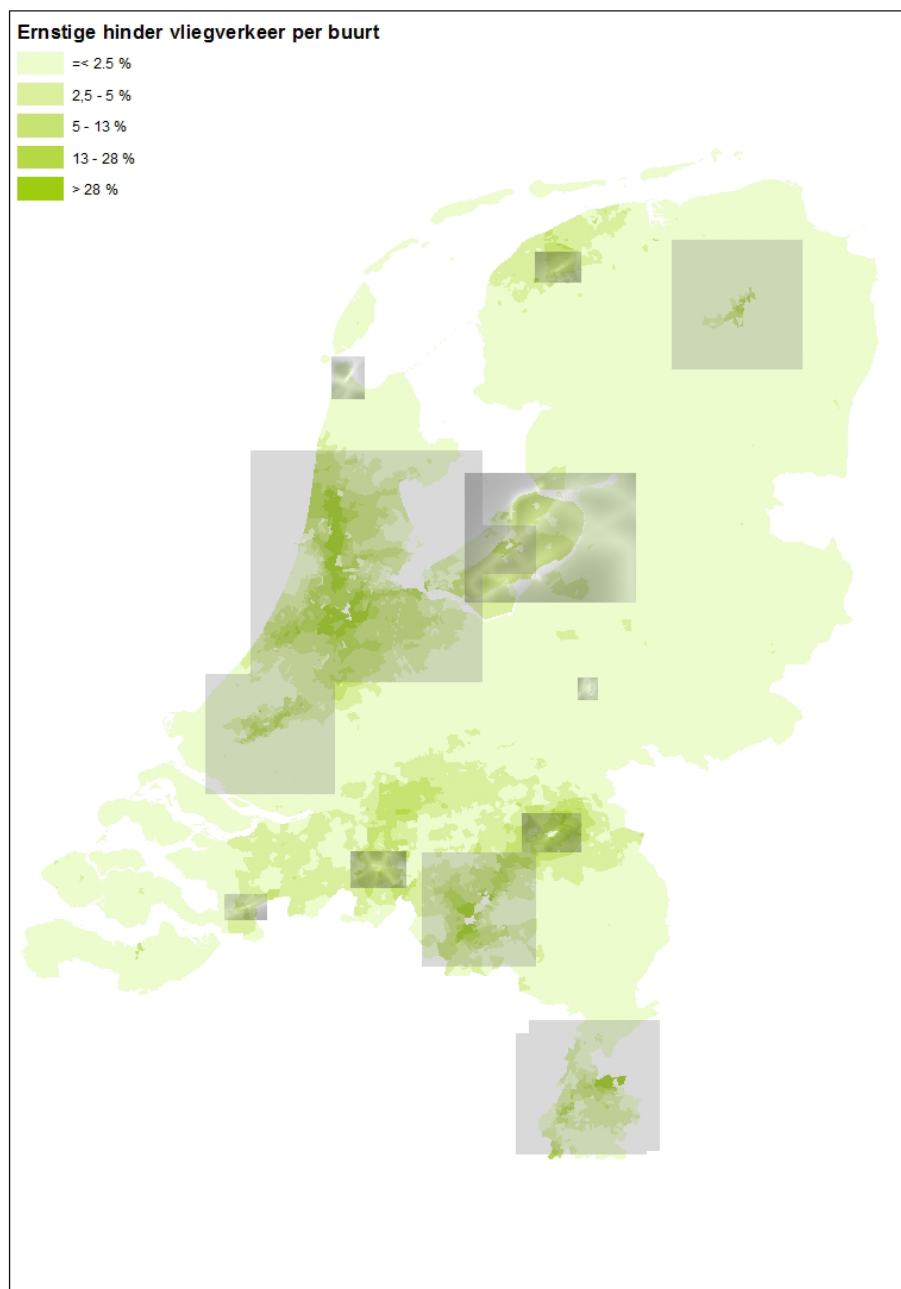 Ernstige hinder vliegverkeer per buurt
=< 2.5 %
2,5 - 5 %
5 - 13 %
13 - 28 %
> 28 %